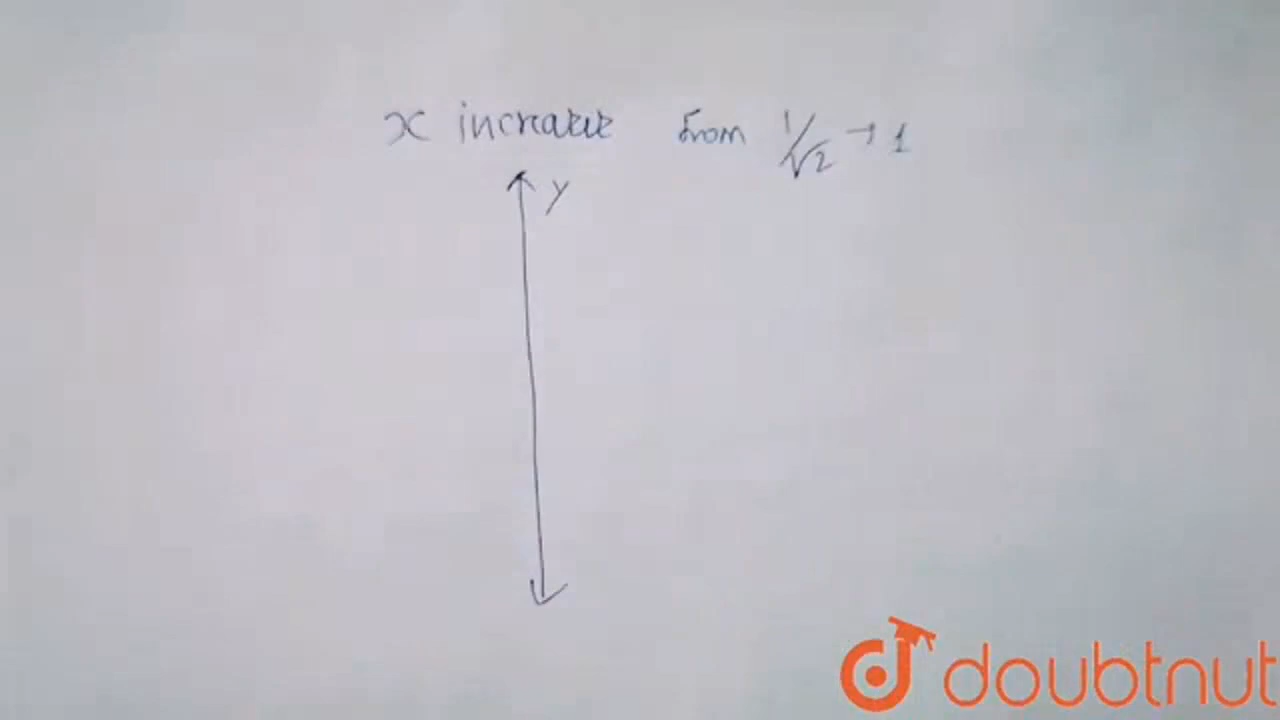 x increase from 1/√2 → 1
y
doubtnut